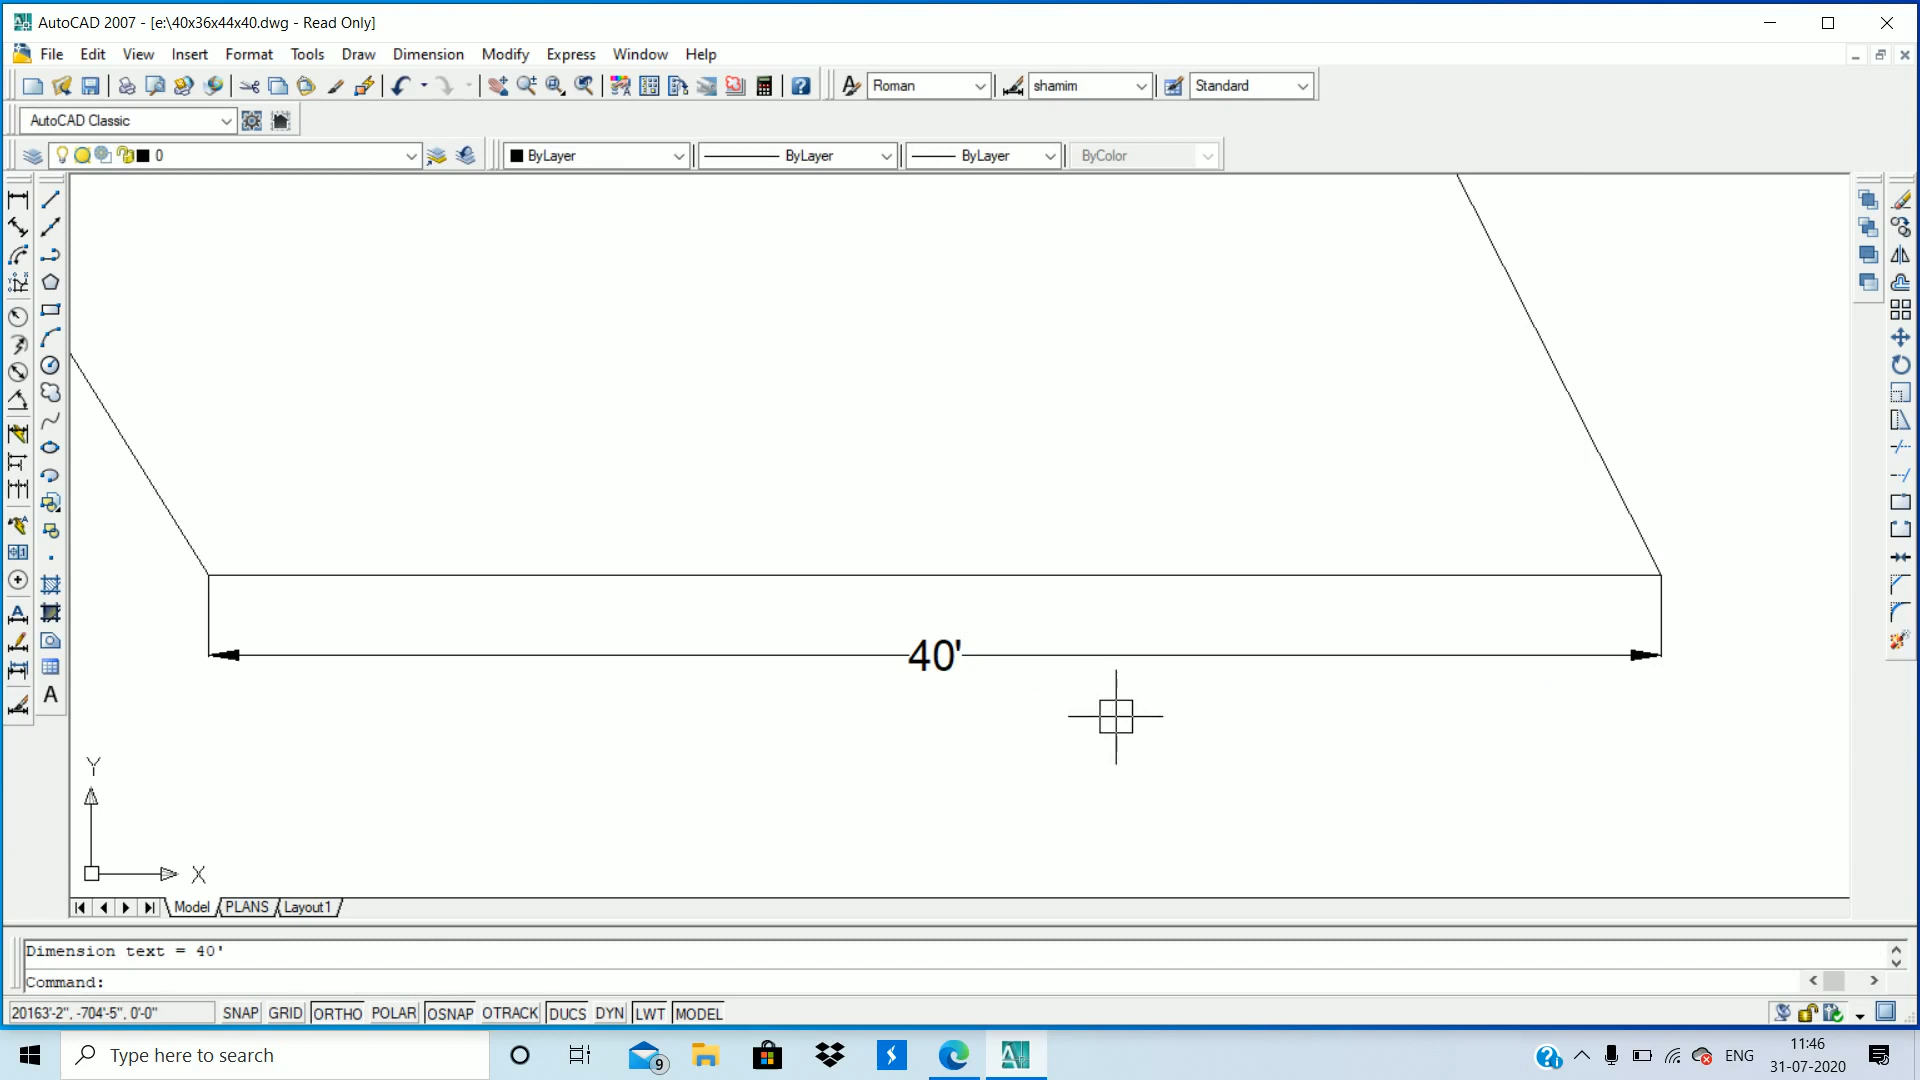 AutoCAD 2007 - [e:\40x36x44x40.dwg - Read Only]
File Edit View Insert Format Tools Draw Dimension Modify Express Window Help
Roman shamim Standard
AutoCAD Classic
0 ByLayer ByLayer ByLayer ByColor
40'
Y
X
Model PLANS Layout1
Dimension text = 40'
Command:
20163'-2", -704'-5", 0'-0" SNAP GRID ORTHO POLAR OSNAP OTRACK DUCS DYN LWT MODEL
Type here to search 9 ENG 11:46
31-07-2020